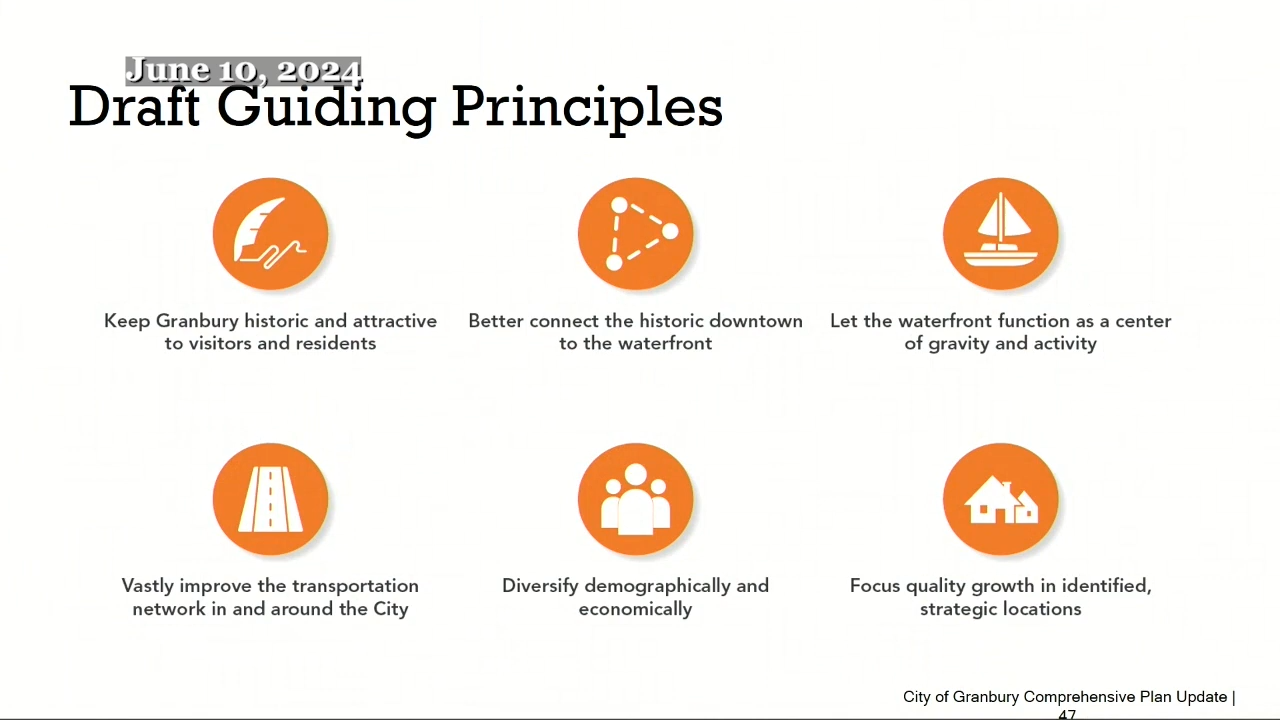 June 10, 2024
Draft Guiding Principles
Keep Granbury historic and attractive
to visitors and residents
Better connect the historic downtown
to the waterfront
Let the waterfront function as a center
of gravity and activity
Vastly improve the transportation
network in and around the City
Diversify demographically and
economically
Focus quality growth in identified,
strategic locations
City of Granbury Comprehensive Plan Update |
47